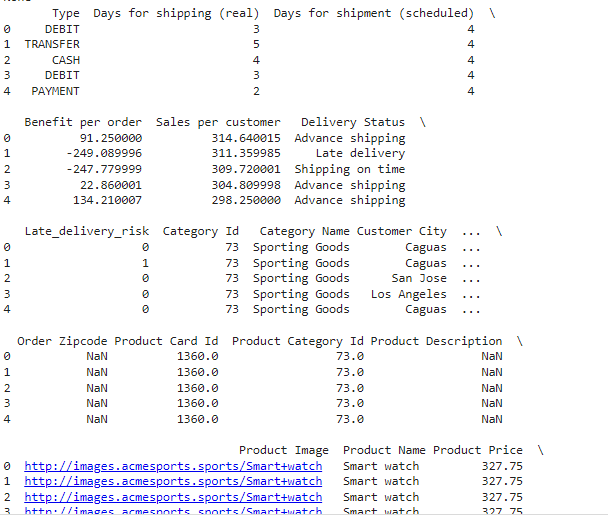 Type Days for shipping (real) Days for shipment (scheduled) \
0 DEBIT 3 4
1 TRANSFER 5 4
2 CASH 4 4
3 DEBIT 3 4
4 PAYMENT 2 4
Benefit per order Sales per customer Delivery Status \
0 91.250000 314.640015 Advance shipping
1 -249.089996 311.359985 Late delivery
2 -247.779999 309.720001 Shipping on time
3 22.860001 304.809998 Advance shipping
4 134.210007 298.250000 Advance shipping
Late_delivery_risk Category Id Category Name Customer City ... \
0 0 73 Sporting Goods Caguas ...
1 1 73 Sporting Goods Caguas ...
2 0 73 Sporting Goods San Jose ...
3 0 73 Sporting Goods Los Angeles ...
4 0 73 Sporting Goods Caguas ...
Order Zipcode Product Card Id Product Category Id Product Description \
0 NaN 1360.0 73.0 NaN
1 NaN 1360.0 73.0 NaN
2 NaN 1360.0 73.0 NaN
3 NaN 1360.0 73.0 NaN
4 NaN 1360.0 73.0 NaN
Product Image Product Name Product Price \
0 http://images.acmesports.sports/Smart+watch Smart watch 327.75
1 http://images.acmesports.sports/Smart+watch Smart watch 327.75
2 http://images.acmesports.sports/Smart+watch Smart watch 327.75
3 http://images.acmesports.sports/Smart+watch Smart watch 327.75